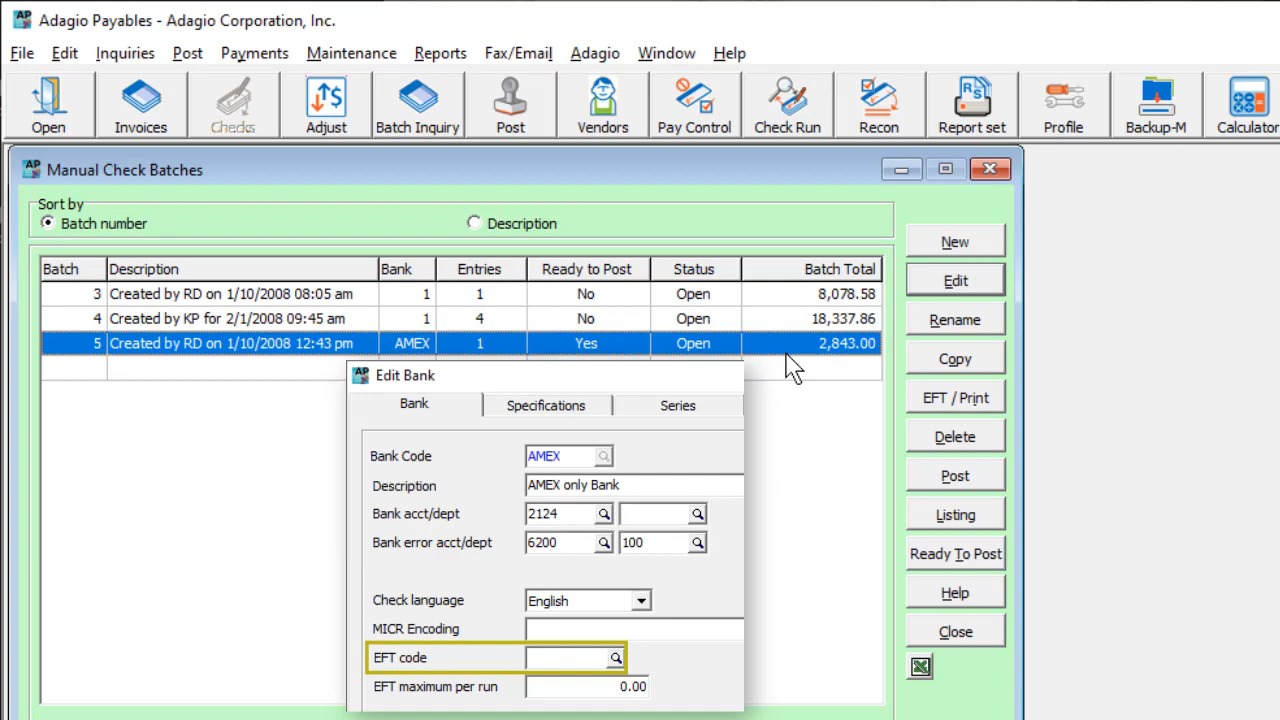 AP Adagio Payables - Adagio Corporation, Inc.
File Edit Inquiries Post Payments Maintenance Reports Fax/Email Adagio Window Help
Open Invoices Checks Adjust Batch Inquiry Post Vendors Pay Control Check Run Recon Report set Profile Backup-M Calculator
AP Manual Check Batches
Sort by
Batch number Description
Batch Description Bank Entries Ready to Post Status Batch Total
3 Created by RD on 1/10/2008 08:05 am 1 1 No Open 8,078.58
4 Created by KP for 2/1/2008 09:45 am 1 4 No Open 18,337.86
5 Created by RD on 1/10/2008 12:43 pm AMEX 1 Yes Open 2,843.00
AP Edit Bank
Bank Specifications Series
Bank Code AMEX
Description AMEX only Bank
Bank acct/dept 2124
Bank error acct/dept 6200 100
Check language English
MICR Encoding
EFT code
EFT maximum per run 0.00
New
Edit
Rename
Copy
EFT / Print
Delete
Post
Listing
Ready To Post
Help
Close